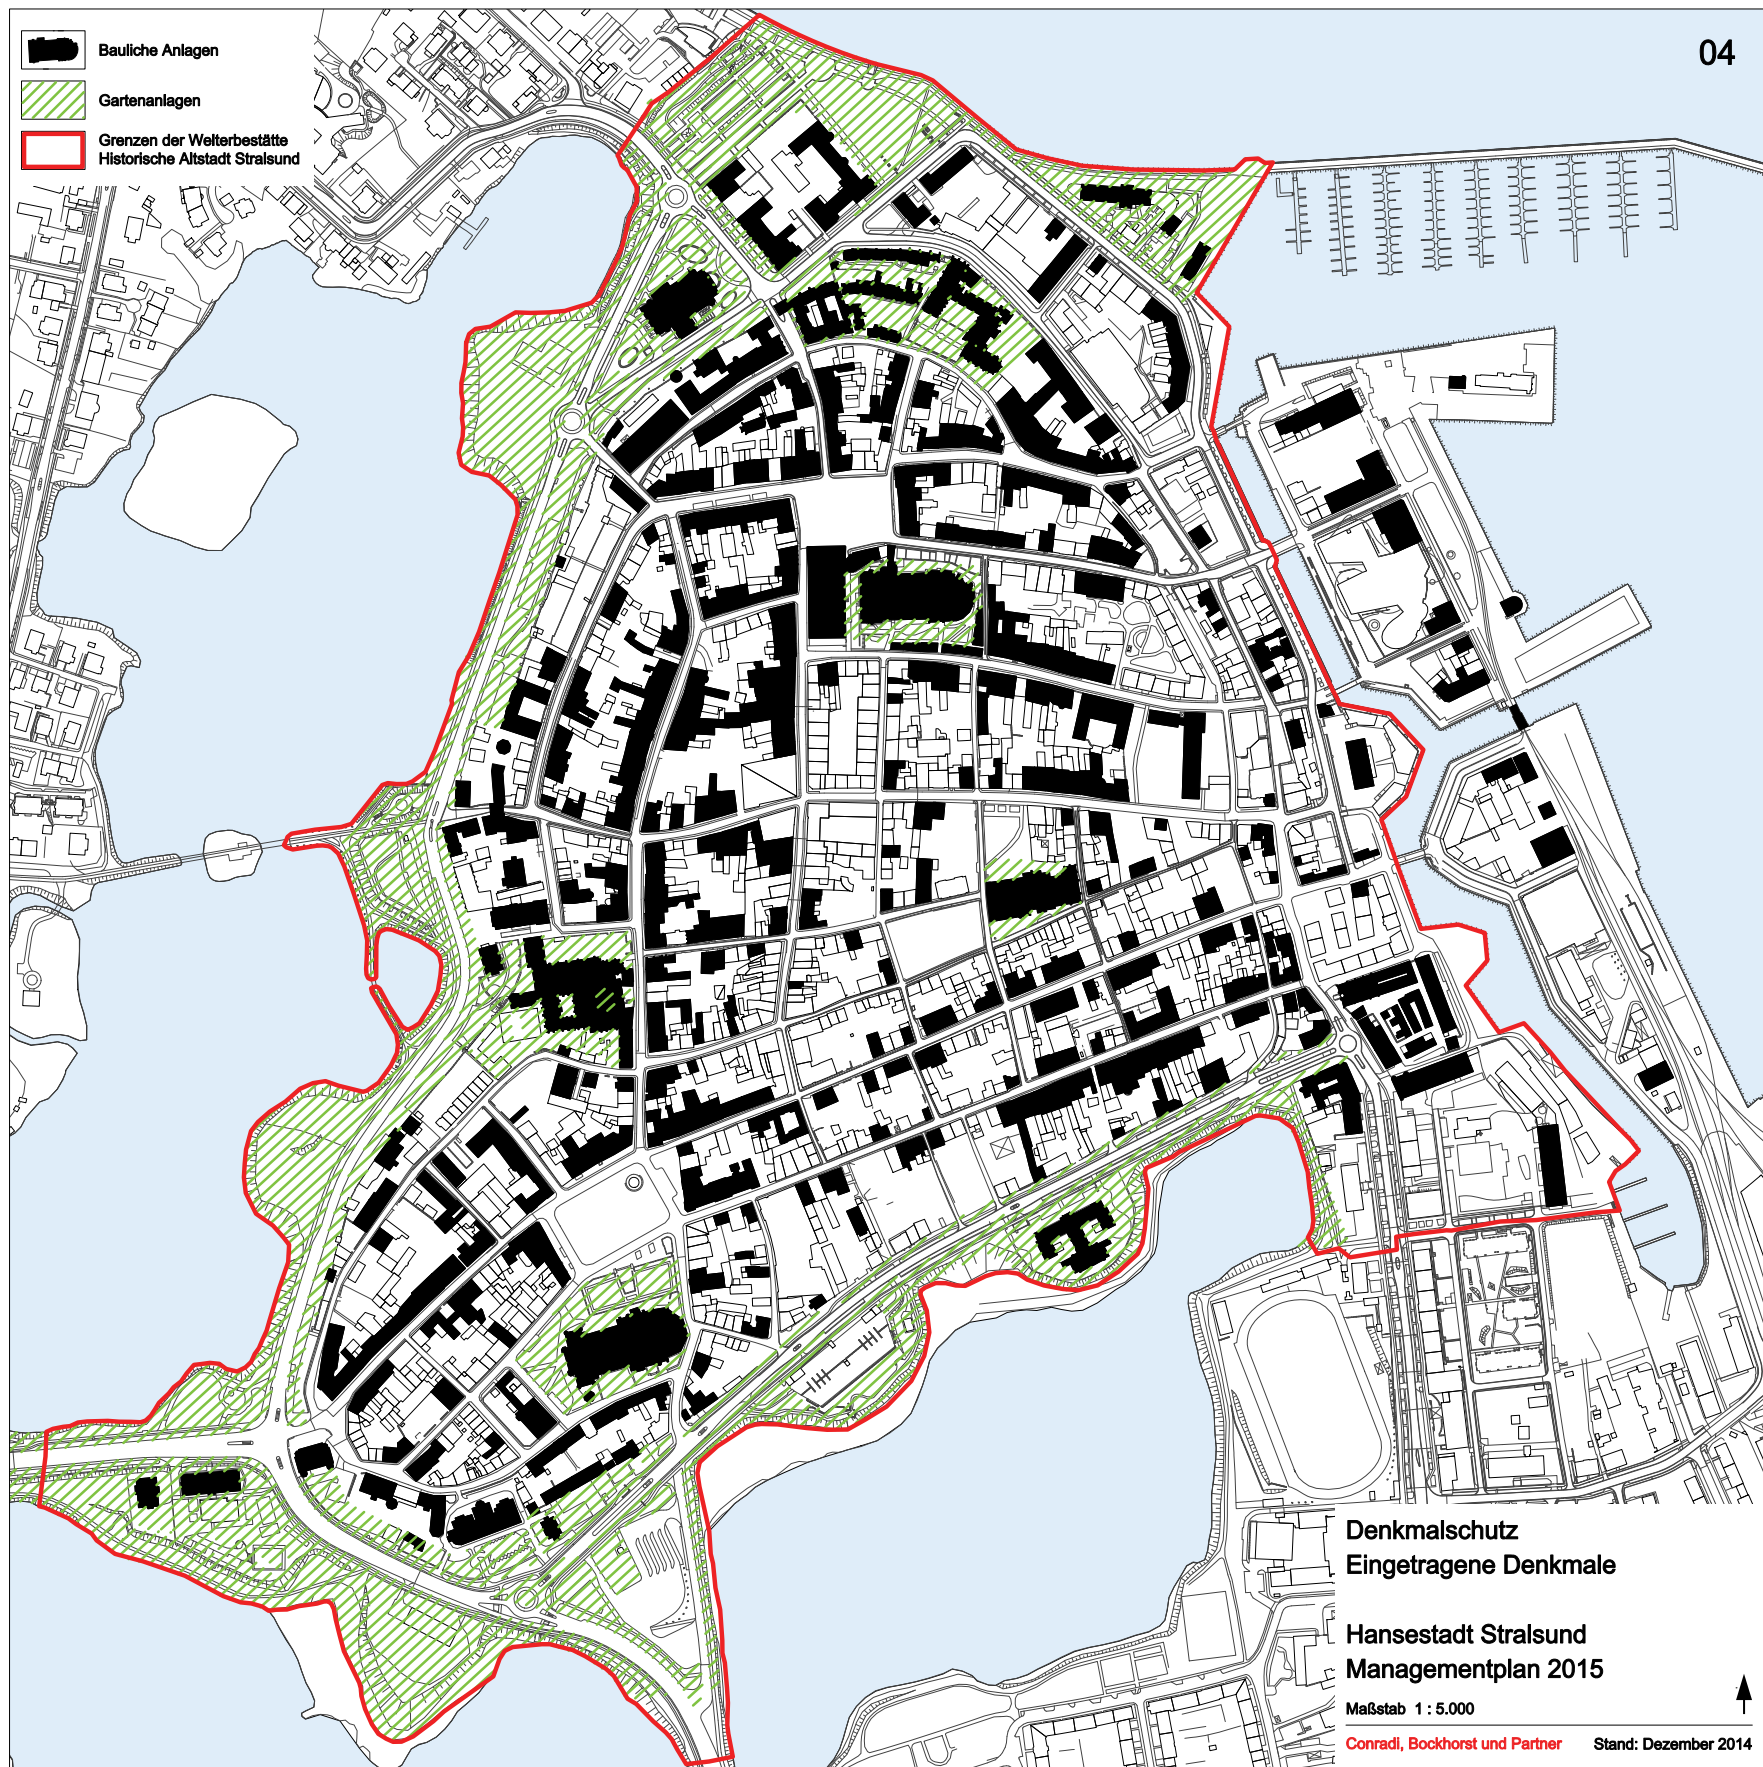 Bauliche Anlagen
Gartenanlagen
Grenzen der Welterbestätte
Historische Altstadt Stralsund
04
Denkmalschutz
Eingetragene Denkmale
Hansestadt Stralsund
Managementplan 2015
Maßstab 1 : 5.000
Conradi, Bockhorst und Partner Stand: Dezember 2014